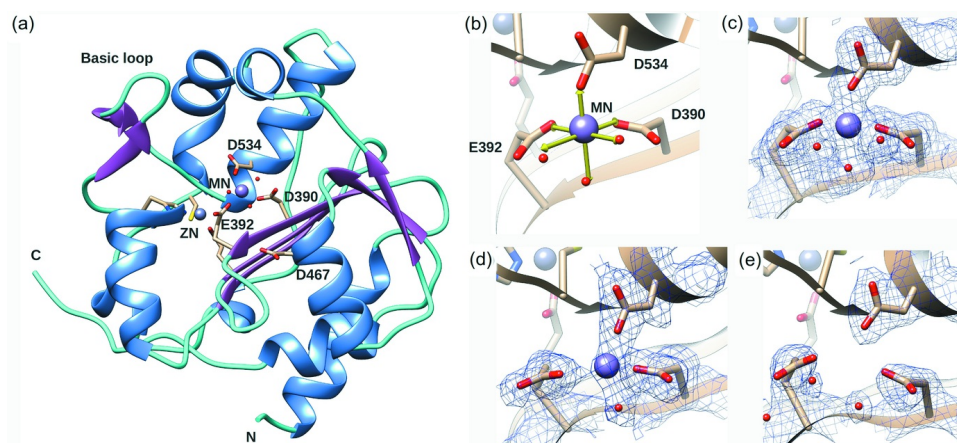 (a)
Basic loop
D534
MN
D390
E392
ZN
D467
C
N
(b)
D534
MN
D390
E392
(c)
(d)
(e)